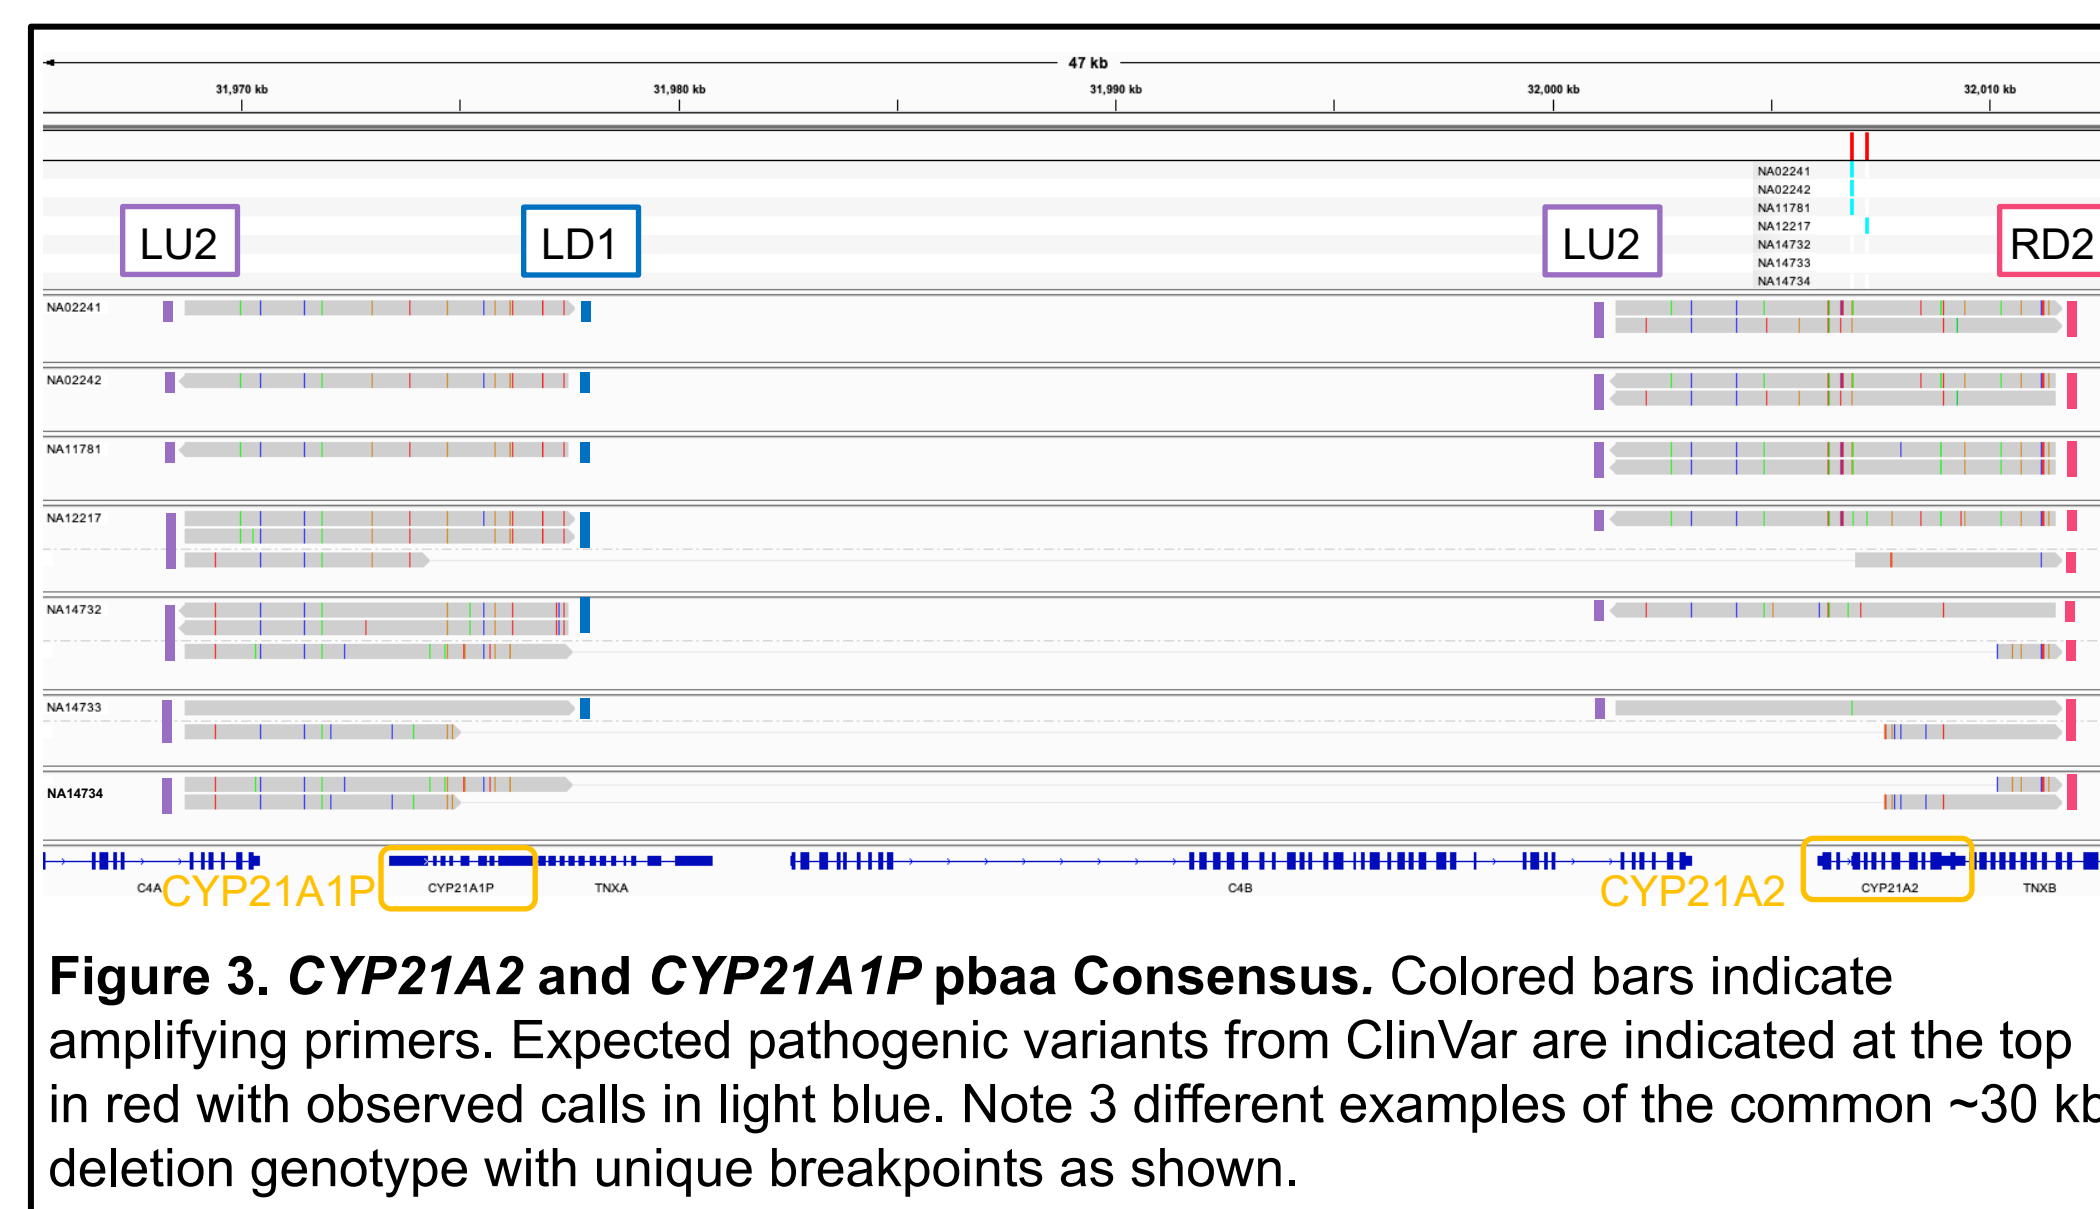 47 kb
31,970 kb 31,980 kb 31,990 kb 32,000 kb 32,010 kb
NA02241
NA02242
NA11781
NA12217
NA14732
NA14733
NA14734
LU2 LD1 LU2 RD2
NA02241
NA02242
NA11781
NA12217
NA14732
NA14733
NA14734
C4A CYP21A1P CYP21A1P TNXA C4B CYP21A2 CYP21A2 TNXB
Figure 3. CYP21A2 and CYP21A1P pbaa Consensus. Colored bars indicate
amplifying primers. Expected pathogenic variants from ClinVar are indicated at the top
in red with observed calls in light blue. Note 3 different examples of the common ~30 kb
deletion genotype with unique breakpoints as shown.